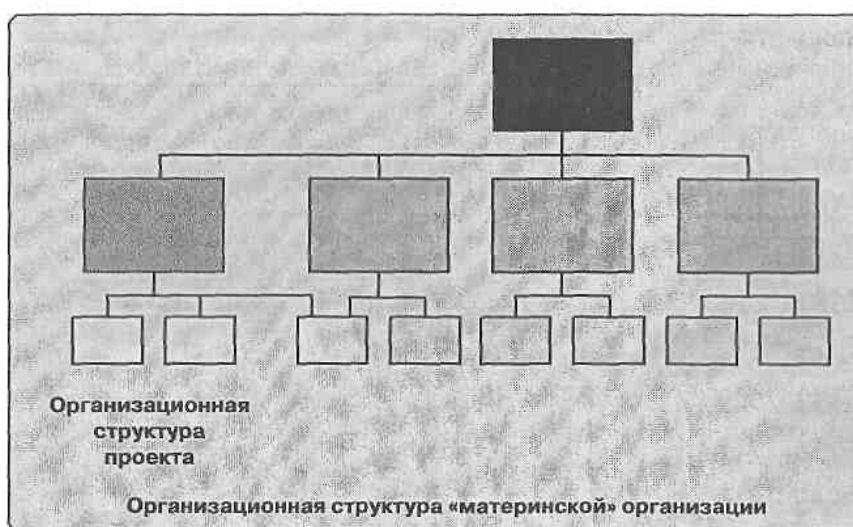 Организационная
структура
проекта
Организационная структура «материнской» организации